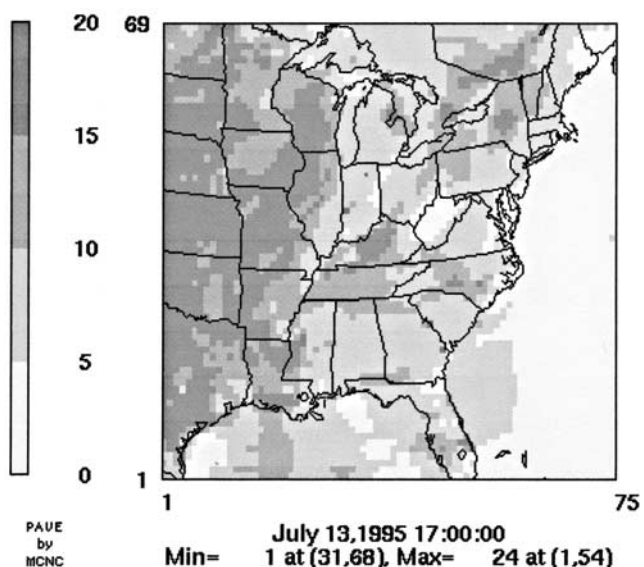 20
15
10
5
0
69
1
1
75
PAVE
by
MCNC
July 13,1995 17:00:00
Min= 1 at (31,68), Max= 24 at (1,54)